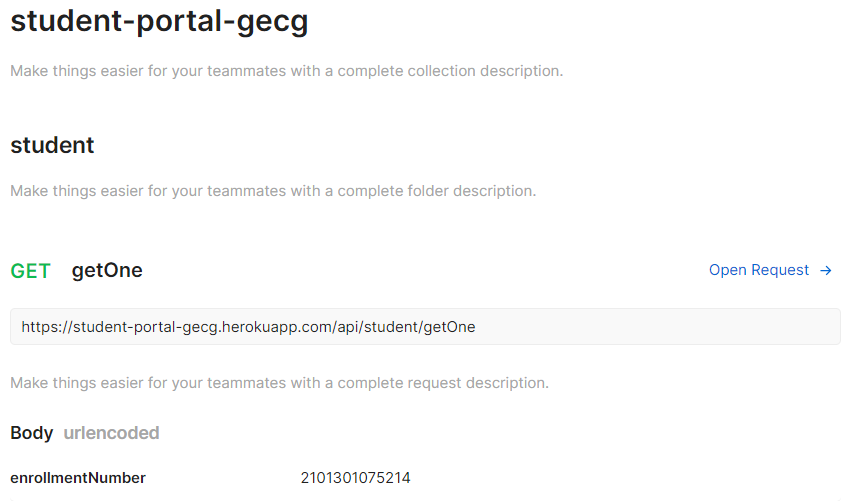 student-portal-gecg
Make things easier for your teammates with a complete collection description.
student
Make things easier for your teammates with a complete folder description.
GET getOne Open Request →
https://student-portal-gecg.herokuapp.com/api/student/getOne
Make things easier for your teammates with a complete request description.
Body urlencoded
enrollmentNumber 2101301075214